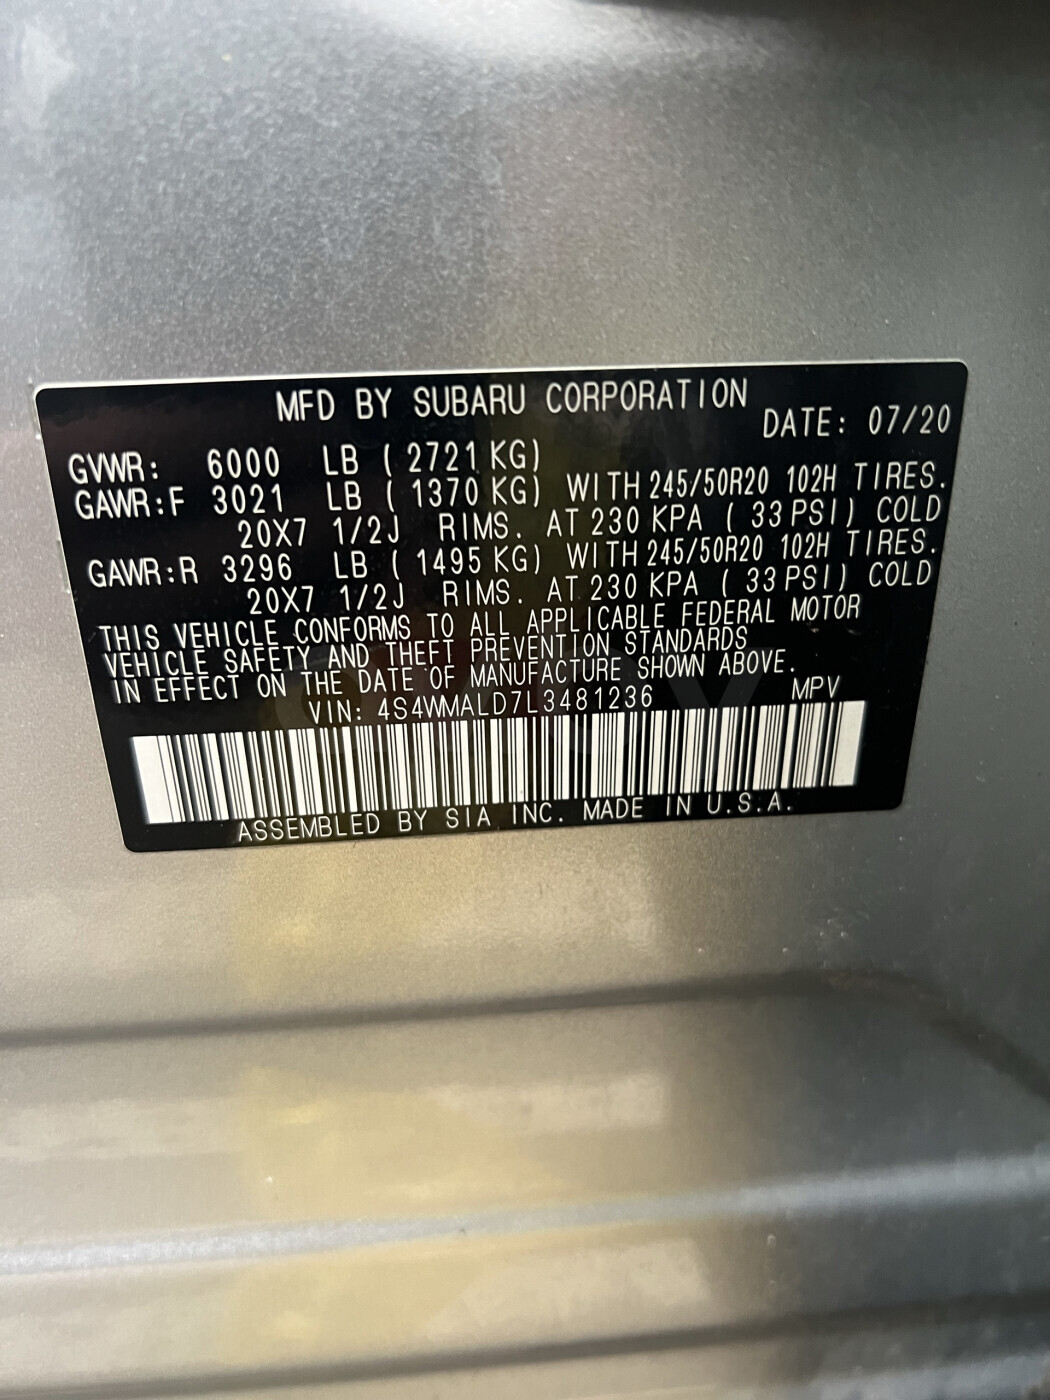 MFD BY SUBARU CORPORATION
DATE: 07/20
GVWR: 6000 LB ( 2721 KG)
GAWR:F 3021 LB ( 1370 KG) WITH 245/50R20 102H TIRES.
20X7 1/2J RIMS. AT 230 KPA ( 33 PSI) COLD
GAWR:R 3296 LB ( 1495 KG) WITH 245/50R20 102H TIRES.
20X7 1/2J RIMS. AT 230 KPA ( 33 PSI) COLD
THIS VEHICLE CONFORMS TO ALL APPLICABLE FEDERAL MOTOR
VEHICLE SAFETY AND THEFT PREVENTION STANDARDS
IN EFFECT ON THE DATE OF MANUFACTURE SHOWN ABOVE.
VIN: 4S4WMALD7L3481236 MPV
ASSEMBLED BY SIA INC. MADE IN U.S.A.